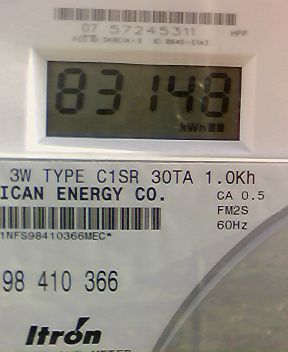 07 57245311 HPP
83148
kWh
3W TYPE C1SR 30TA 1.0Kh
ICAN ENERGY CO.
CA 0.5
FM2S
60Hz
1NFS98410366MEC*
98 410 366
Itron